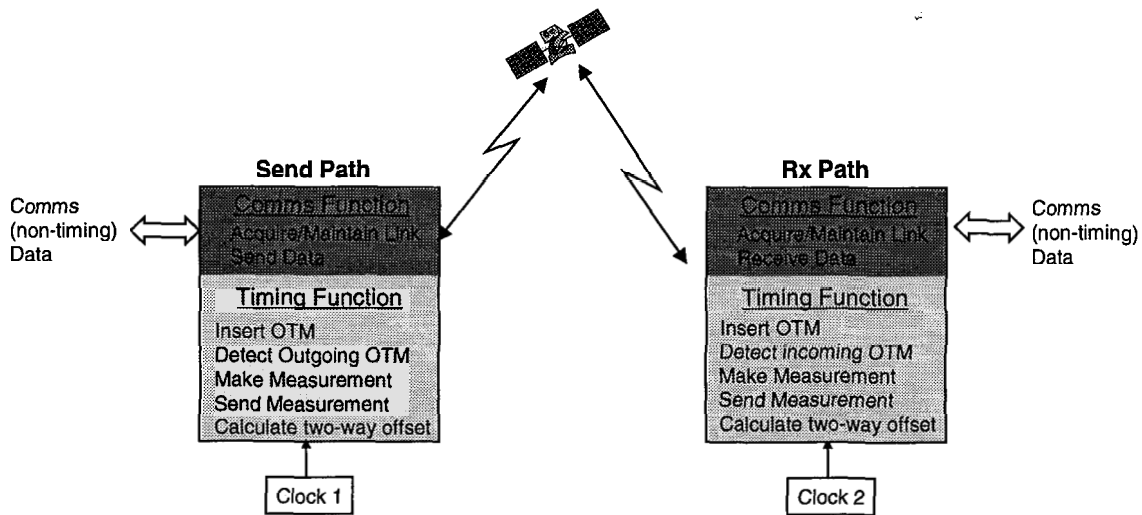 Send Path
Rx Path
Comms
(non-timing)
Data
Comms Function
Acquire/Maintain Link
Send Data
Timing Function
Insert OTM
Detect Outgoing OTM
Make Measurement
Send Measurement
Calculate two-way offset
Clock 1
Comms Function
Acquire/Maintain Link
Receive Data
Timing Function
Insert OTM
Detect incoming OTM
Make Measurement
Send Measurement
Calculate two-way offset
Clock 2
Comms
(non-timing)
Data